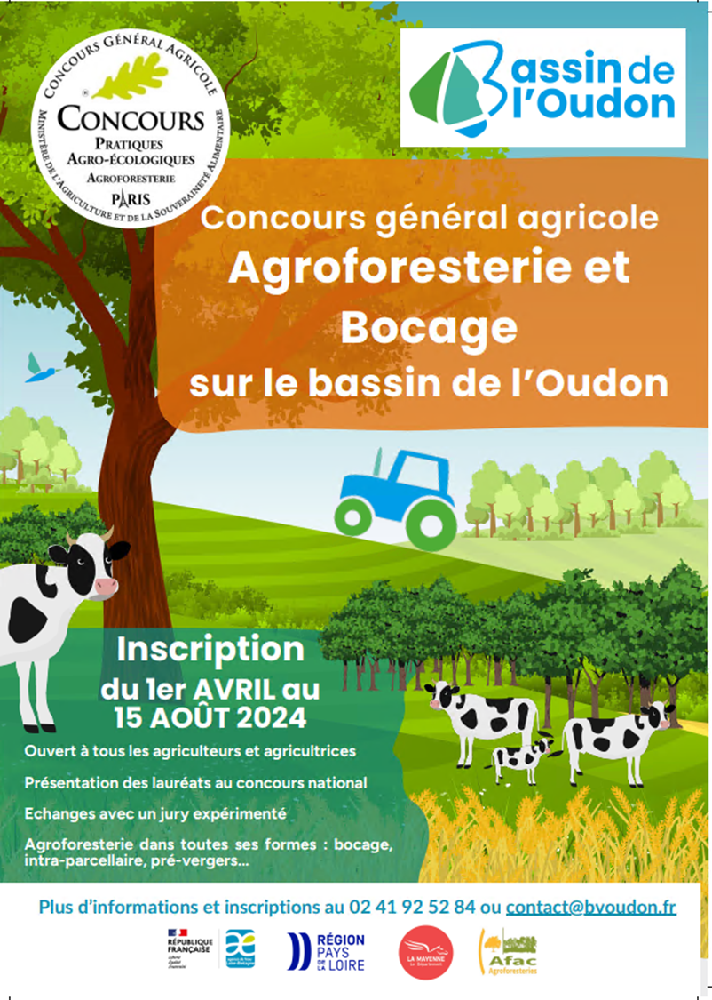 CONCOURS GÉNÉRAL AGRICOLE
®
CONCOURS
PRATIQUES
AGRO-ÉCOLOGIQUES
AGROFORESTERIE
PARIS
MINISTÈRE DE L'AGRICULTURE ET DE LA SOUVERAINETÉ ALIMENTAIRE
Bassin de
l'Oudon
Concours général agricole
Agroforesterie et
Bocage
sur le bassin de l'Oudon
Inscription
du 1er AVRIL au
15 AOÛT 2024
Ouvert à tous les agriculteurs et agricultrices
Présentation des lauréats au concours national
Echanges avec un jury expérimenté
Agroforesterie dans toutes ses formes : bocage,
intra-parcellaire, pré-vergers...
Plus d'informations et inscriptions au 02 41 92 52 84 ou contact@bvoudon.fr
RÉPUBLIQUE
FRANÇAISE
Liberté
Égalité
Fraternité
agence de l'eau
Loire-Bretagne
RÉGION
PAYS
DE LA
LOIRE
LA MAYENNE
Le Département
Afac
Agroforesteries